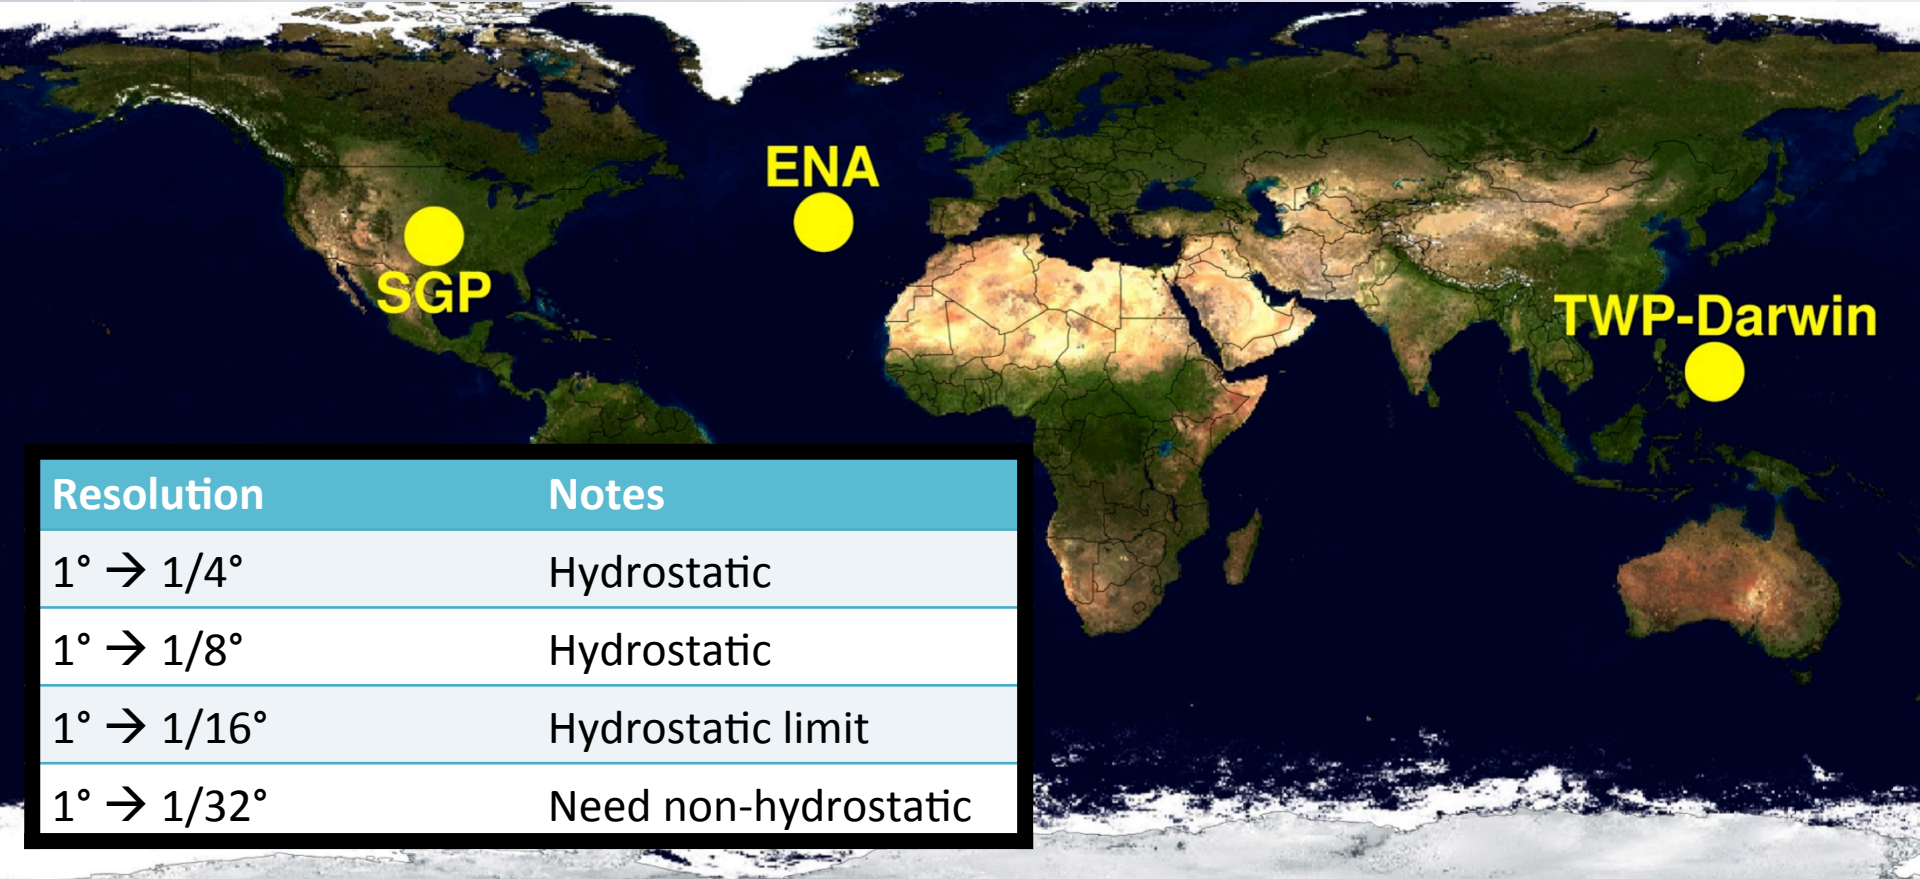 ENA
SGP
TWP-Darwin
Resolution Notes
1° → 1/4° Hydrostatic
1° → 1/8° Hydrostatic
1° → 1/16° Hydrostatic limit
1° → 1/32° Need non-hydrostatic